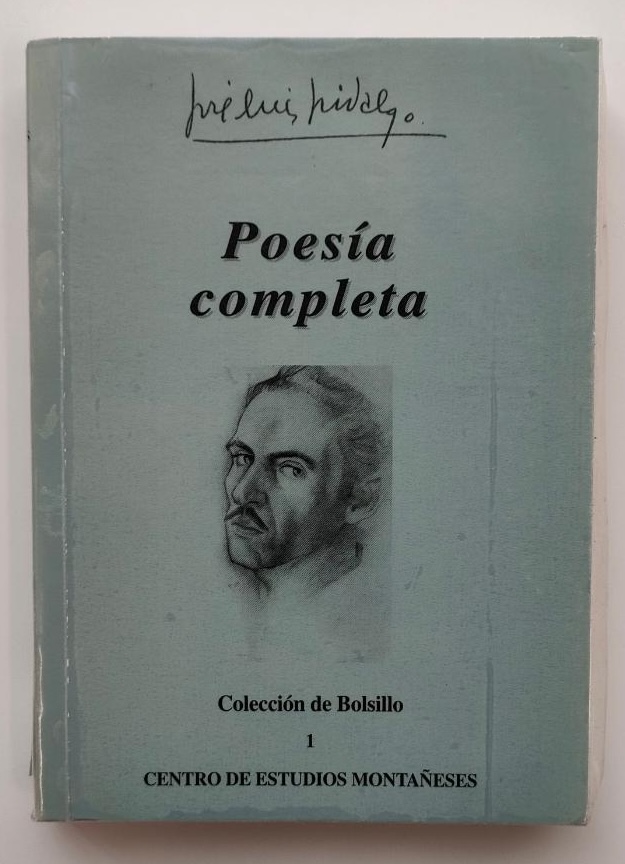 José Luis Hidalgo.
Poesía
completa
Colección de Bolsillo
1
CENTRO DE ESTUDIOS MONTAÑESES